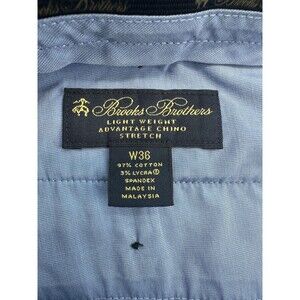 Brooks Brothers
LIGHT WEIGHT
ADVANTAGE CHINO
STRETCH
W36
97% COTTON
3% LYCRA®
SPANDEX
MADE IN
MALAYSIA